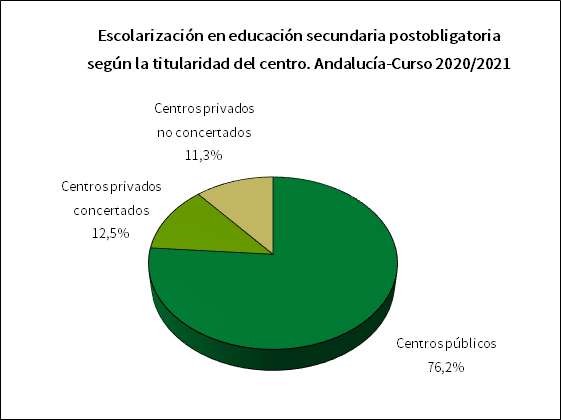 Escolarización en educación secundaria postobligatoria
según la titularidad del centro. Andalucía-Curso 2020/2021
Centros privados
no concertados
11,3%
Centros privados
concertados
12,5%
Centros públicos
76,2%